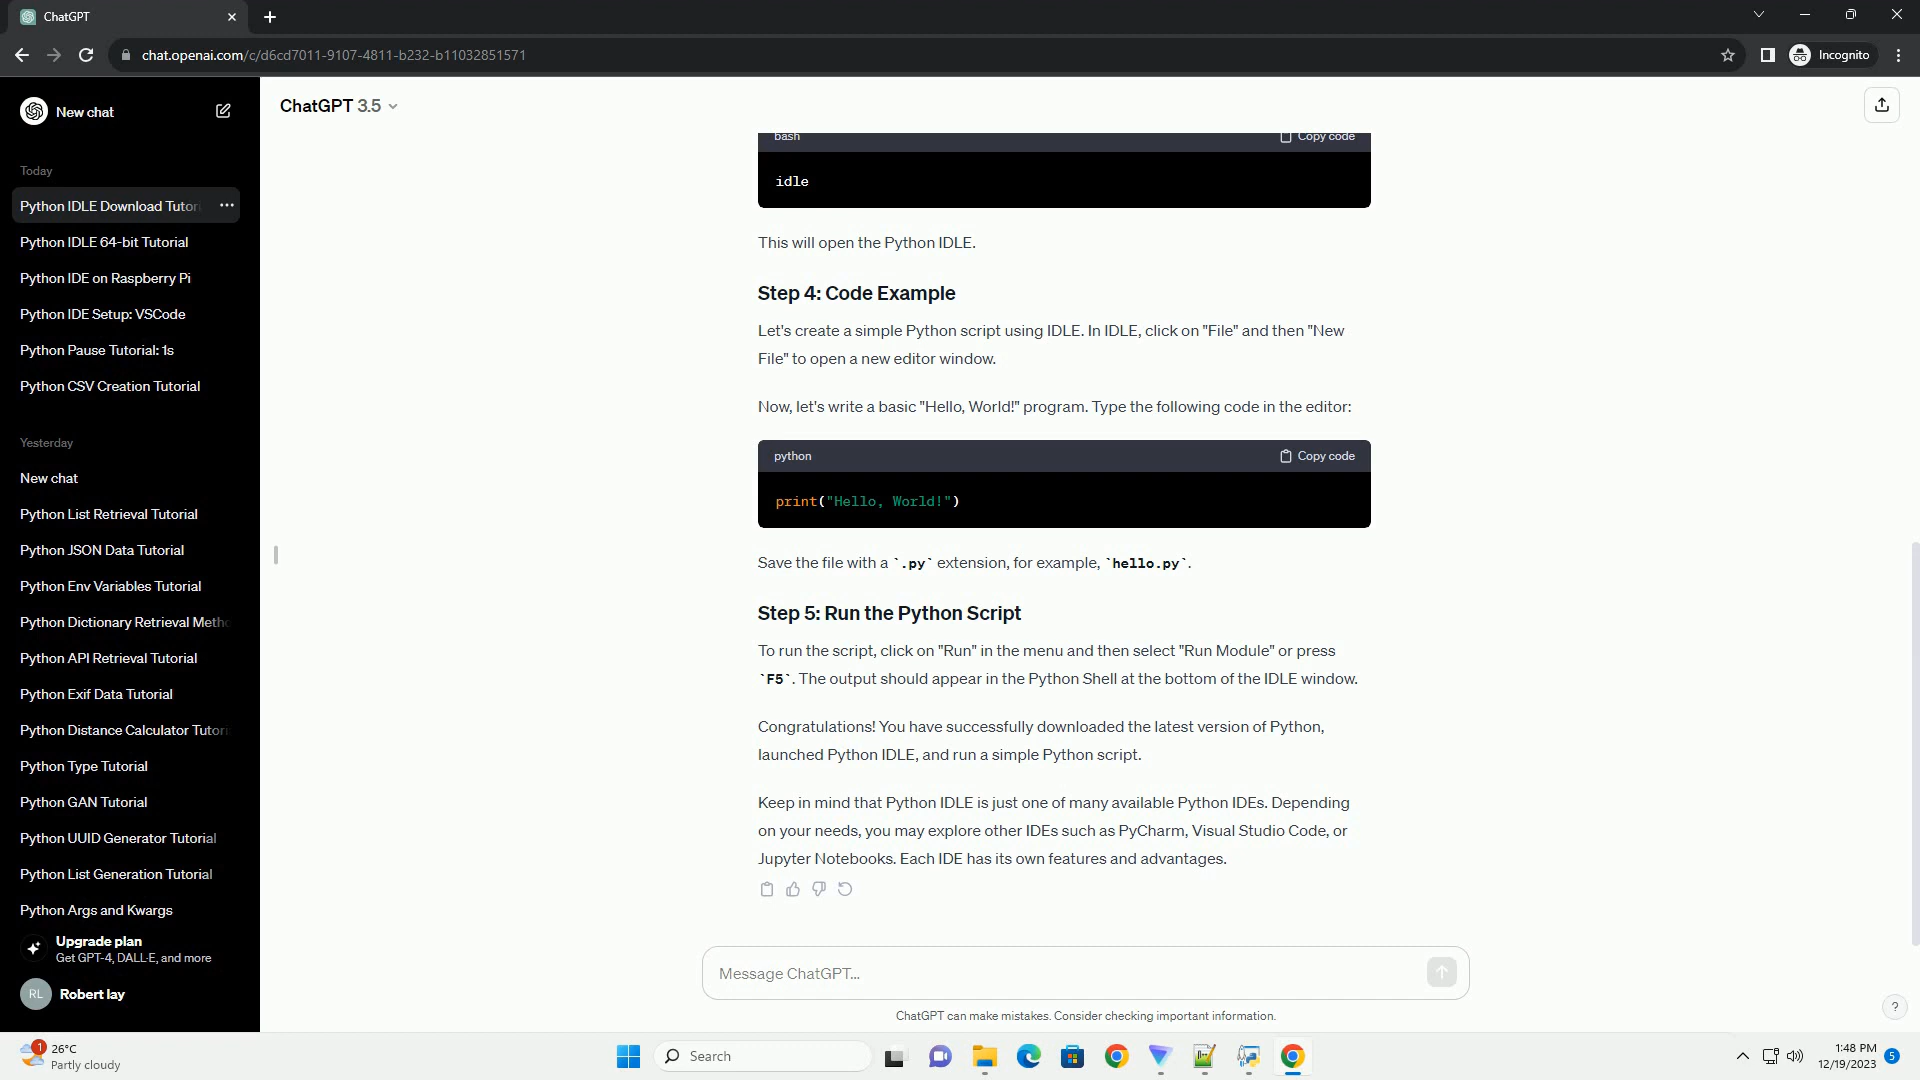 ChatGPT
chat.openai.com/c/d6cd7011-9107-4811-b232-b11032851571
Incognito
New chat
Today
Python IDLE Download Tutori
Python IDLE 64-bit Tutorial
Python IDE on Raspberry Pi
Python IDE Setup: VSCode
Python Pause Tutorial: 1s
Python CSV Creation Tutorial
Yesterday
New chat
Python List Retrieval Tutorial
Python JSON Data Tutorial
Python Env Variables Tutorial
Python Dictionary Retrieval Metho
Python API Retrieval Tutorial
Python Exif Data Tutorial
Python Distance Calculator Tutori
Python Type Tutorial
Python GAN Tutorial
Python UUID Generator Tutorial
Python List Generation Tutorial
Python Args and Kwargs
Upgrade plan
Get GPT-4, DALL·E, and more
RL Robert lay
ChatGPT 3.5
bash Copy code
idle
This will open the Python IDLE.
Step 4: Code Example
Let's create a simple Python script using IDLE. In IDLE, click on "File" and then "New
File" to open a new editor window.
Now, let's write a basic "Hello, World!" program. Type the following code in the editor:
python Copy code
print("Hello, World!")
Save the file with a `.py` extension, for example, `hello.py`.
Step 5: Run the Python Script
To run the script, click on "Run" in the menu and then select "Run Module" or press
`F5`. The output should appear in the Python Shell at the bottom of the IDLE window.
Congratulations! You have successfully downloaded the latest version of Python,
launched Python IDLE, and run a simple Python script.
Keep in mind that Python IDLE is just one of many available Python IDEs. Depending
on your needs, you may explore other IDEs such as PyCharm, Visual Studio Code, or
Jupyter Notebooks. Each IDE has its own features and advantages.
Message ChatGPT...
ChatGPT can make mistakes. Consider checking important information.
?
1
26°C
Partly cloudy
Search
1:48 PM
12/19/2023
5